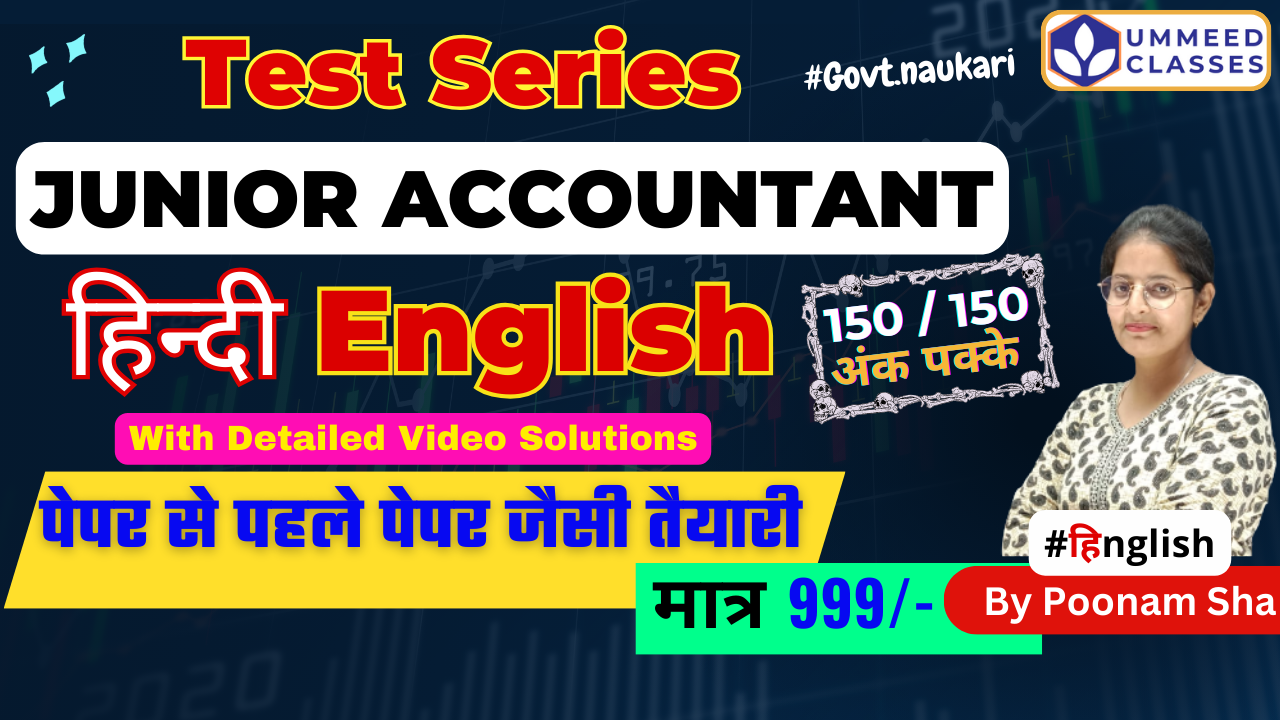 Test Series
#Govt.naukari
UMMEED
CLASSES
JUNIOR ACCOUNTANT
हिन्दी English
150 / 150
अंक पक्के
With Detailed Video Solutions
पेपर से पहले पेपर जैसी तैयारी
#हिnglish
मात्र 999/-
By Poonam Sha
2020